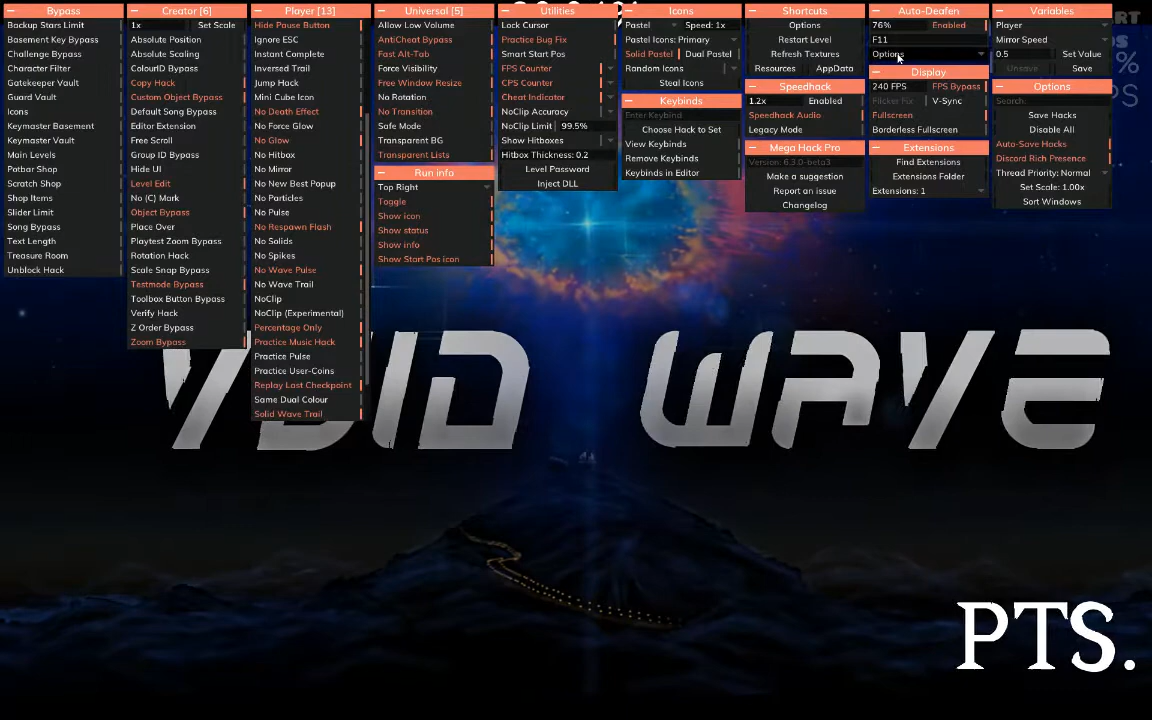 Bypass
Backup Stars Limit
Basement Key Bypass
Challenge Bypass
Character Filter
Gatekeeper Vault
Guard Vault
Icons
Keymaster Basement
Keymaster Vault
Main Levels
Potbor Shop
Scratch Shop
Shop Items
Slider Limit
Song Bypass
Text Length
Treasure Room
Unblock Hack
Creator [6]
1x Set Scale
Absolute Position
Absolute Scaling
ColourID Bypass
Copy Hack
Custom Object Bypass
Default Song Bypass
Editor Extension
Free Scroll
Group ID Bypass
Hide UI
Level Edit
No (C) Mark
Object Bypass
Place Over
Playtest Zoom Bypass
Rotation Hack
Scale Snap Bypass
Testmode Bypass
Toolbox Button Bypass
Verify Hack
Z Order Bypass
Zoom Bypass
Player [13]
Hide Pause Button
Ignore ESC
Instant Complete
Inversed Trail
Jump Hack
Mini Cube Icon
No Death Effect
No Force Glow
No Glow
No Hitbox
No Mirror
No New Best Popup
No Particles
No Pulse
No Respawn Flash
No Solids
No Spikes
No Wave Pulse
No Wave Trail
NoClip
NoClip (Experimental)
Percentage Only
Practice Music Hack
Practice Pulse
Practice User-Coins
Replay Last Checkpoint
Same Dual Colour
Solid Wave Trail
Universal [5]
Allow Low Volume
AntiCheat Bypass
Fast Alt-Tab
Force Visibility
Free Window Resize
No Rotation
No Transition
Safe Mode
Transparent BG
Transparent Lists
Run info
Top Right
Toggle
Show icon
Show status
Show info
Show Start Pos icon
Utilities
Lock Cursor
Practice Bug Fix
Smart Start Pos
FPS Counter
CPS Counter
Cheat Indicator
NoClip Accuracy
NoClip Limit 99.5%
Show Hitboxes
Hitbox Thickness: 0.2
Level Password
Inject DLL
Icons
Pastel Speed: 1x
Pastel Icons: Primary
Solid Pastel Dual Pastel
Random Icons
Steal Icons
Keybinds
Enter Keybind
Choose Hack to Set
View Keybinds
Remove Keybinds
Keybinds in Editor
Shortcuts
Options
Restart Level
Refresh Textures
Resources AppData
Speedhack
1.2x Enabled
Speedhack Audio
Legacy Mode
Mega Hack Pro
Version: 6.3.0-beta3
Make a suggestion
Report an issue
Changelog
Auto-Deafen
76% Enabled
F11
Options
Display
240 FPS FPS Bypass
Flicker Fix V-Sync
Fullscreen
Borderless Fullscreen
Extensions
Find Extensions
Extensions Folder
Extensions: 1
Variables
Player
Mirror Speed
0.5 Set Value
Unsave Save
Options
Search:
Save Hacks
Disable All
Auto-Save Hacks
Discord Rich Presence
Thread Priority: Normal
Set Scale: 1.00x
Sort Windows
VOID WAVE
PTS.